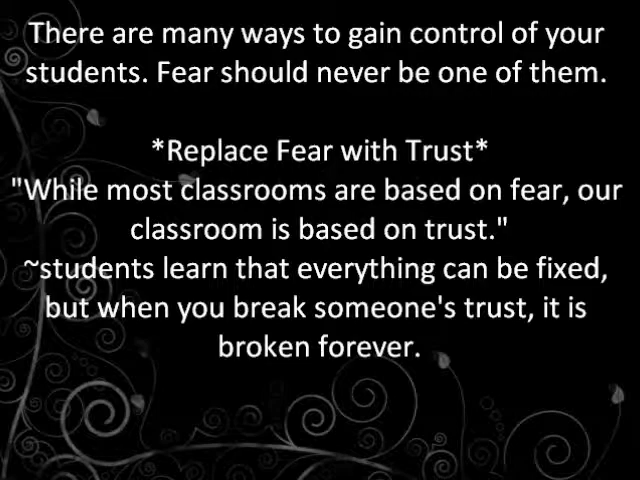 There are many ways to gain control of your
students. Fear should never be one of them.
*Replace Fear with Trust*
"While most classrooms are based on fear, our
classroom is based on trust."
~students learn that everything can be fixed,
but when you break someone's trust, it is
broken forever.